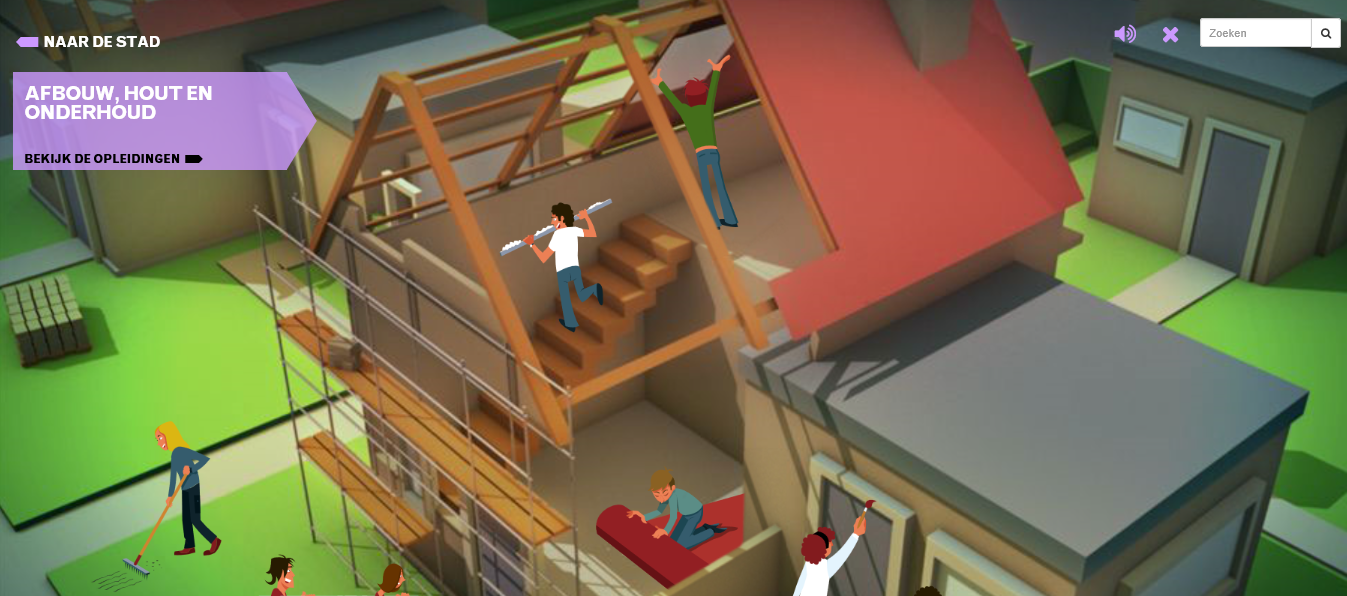 NAAR DE STAD
Zoeken
AFBOUW, HOUT EN
ONDERHOUD
BEKIJK DE OPLEIDINGEN